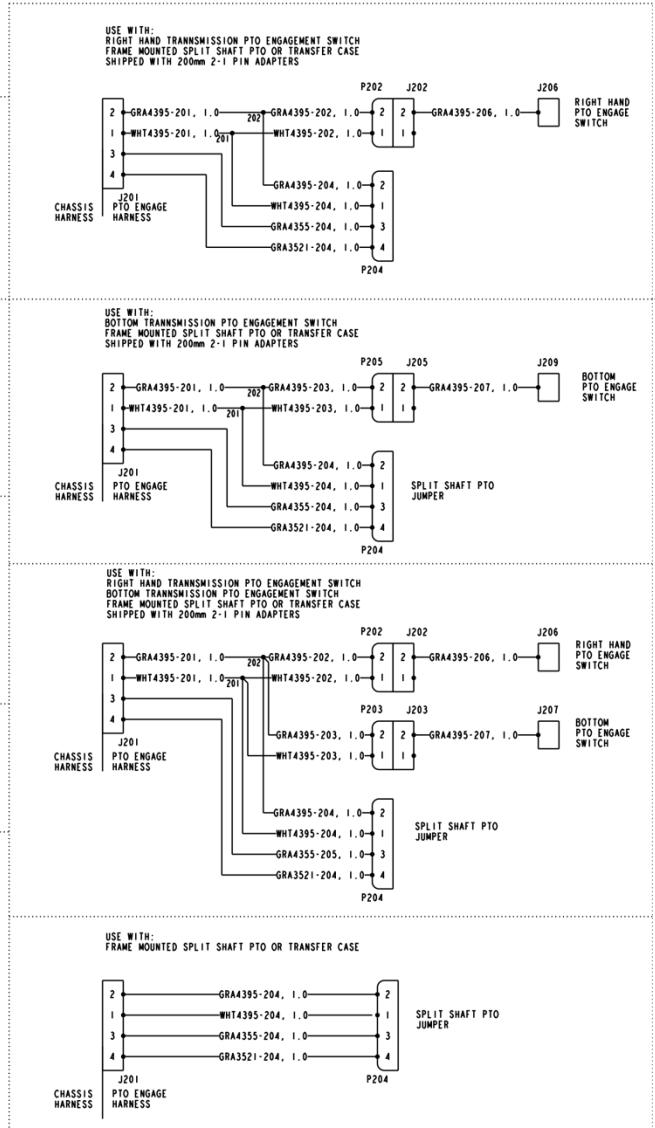 USE WITH:
RIGHT HAND TRANNSMISSION PTO ENGAGEMENT SWITCH
FRAME MOUNTED SPLIT SHAFT PTO OR TRANSFER CASE
SHIPPED WITH 200mm 2-1 PIN ADAPTERS
P202 J202 J206
2 GRA4395-201, 1.0 202 GRA4395-202, 1.0 2 2 GRA4395-206, 1.0 RIGHT HAND
PTO ENGAGE
SWITCH
1 WHT4395-201, 1.0 201 WHT4395-202, 1.0 1 1
3
4 GRA4395-204, 1.0 2
J201
CHASSIS HARNESS PTO ENGAGE HARNESS
WHT4395-204, 1.0 1
GRA4355-204, 1.0 3
GRA3521-204, 1.0 4
P204
USE WITH:
BOTTOM TRANNSMISSION PTO ENGAGEMENT SWITCH
FRAME MOUNTED SPLIT SHAFT PTO OR TRANSFER CASE
SHIPPED WITH 200mm 2-1 PIN ADAPTERS
P205 J205 J209
2 GRA4395-201, 1.0 202 GRA4395-203, 1.0 2 2 GRA4395-207, 1.0 BOTTOM
PTO ENGAGE
SWITCH
1 WHT4395-201, 1.0 201 WHT4395-203, 1.0 1 1
3
4
GRA4395-204, 1.0 2
J201
CHASSIS HARNESS PTO ENGAGE HARNESS
WHT4395-204, 1.0 1 SPLIT SHAFT PTO
JUMPER
GRA4355-204, 1.0 3
GRA3521-204, 1.0 4
P204
USE WITH:
RIGHT HAND TRANNSMISSION PTO ENGAGEMENT SWITCH
BOTTOM TRANNSMISSION PTO ENGAGEMENT SWITCH
FRAME MOUNTED SPLIT SHAFT PTO OR TRANSFER CASE
SHIPPED WITH 200mm 2-1 PIN ADAPTERS
P202 J202 J206
2 GRA4395-201, 1.0 202 GRA4395-202, 1.0 2 2 GRA4395-206, 1.0 RIGHT HAND
PTO ENGAGE
SWITCH
1 WHT4395-201, 1.0 201 WHT4395-202, 1.0 1 1
3
P203 J203 J207
4
GRA4395-203, 1.0 2 2 GRA4395-207, 1.0 BOTTOM
PTO ENGAGE
SWITCH
J201
CHASSIS HARNESS PTO ENGAGE HARNESS
WHT4395-203, 1.0 1 1
GRA4395-204, 1.0 2
WHT4395-204, 1.0 1 SPLIT SHAFT PTO
JUMPER
GRA4355-205, 1.0 3
GRA3521-204, 1.0 4
P204
USE WITH:
FRAME MOUNTED SPLIT SHAFT PTO OR TRANSFER CASE
2 GRA4395-204, 1.0 2
1 WHT4395-204, 1.0 1 SPLIT SHAFT PTO
JUMPER
3 GRA4355-204, 1.0 3
4 GRA3521-204, 1.0 4
J201 P204
CHASSIS HARNESS PTO ENGAGE HARNESS